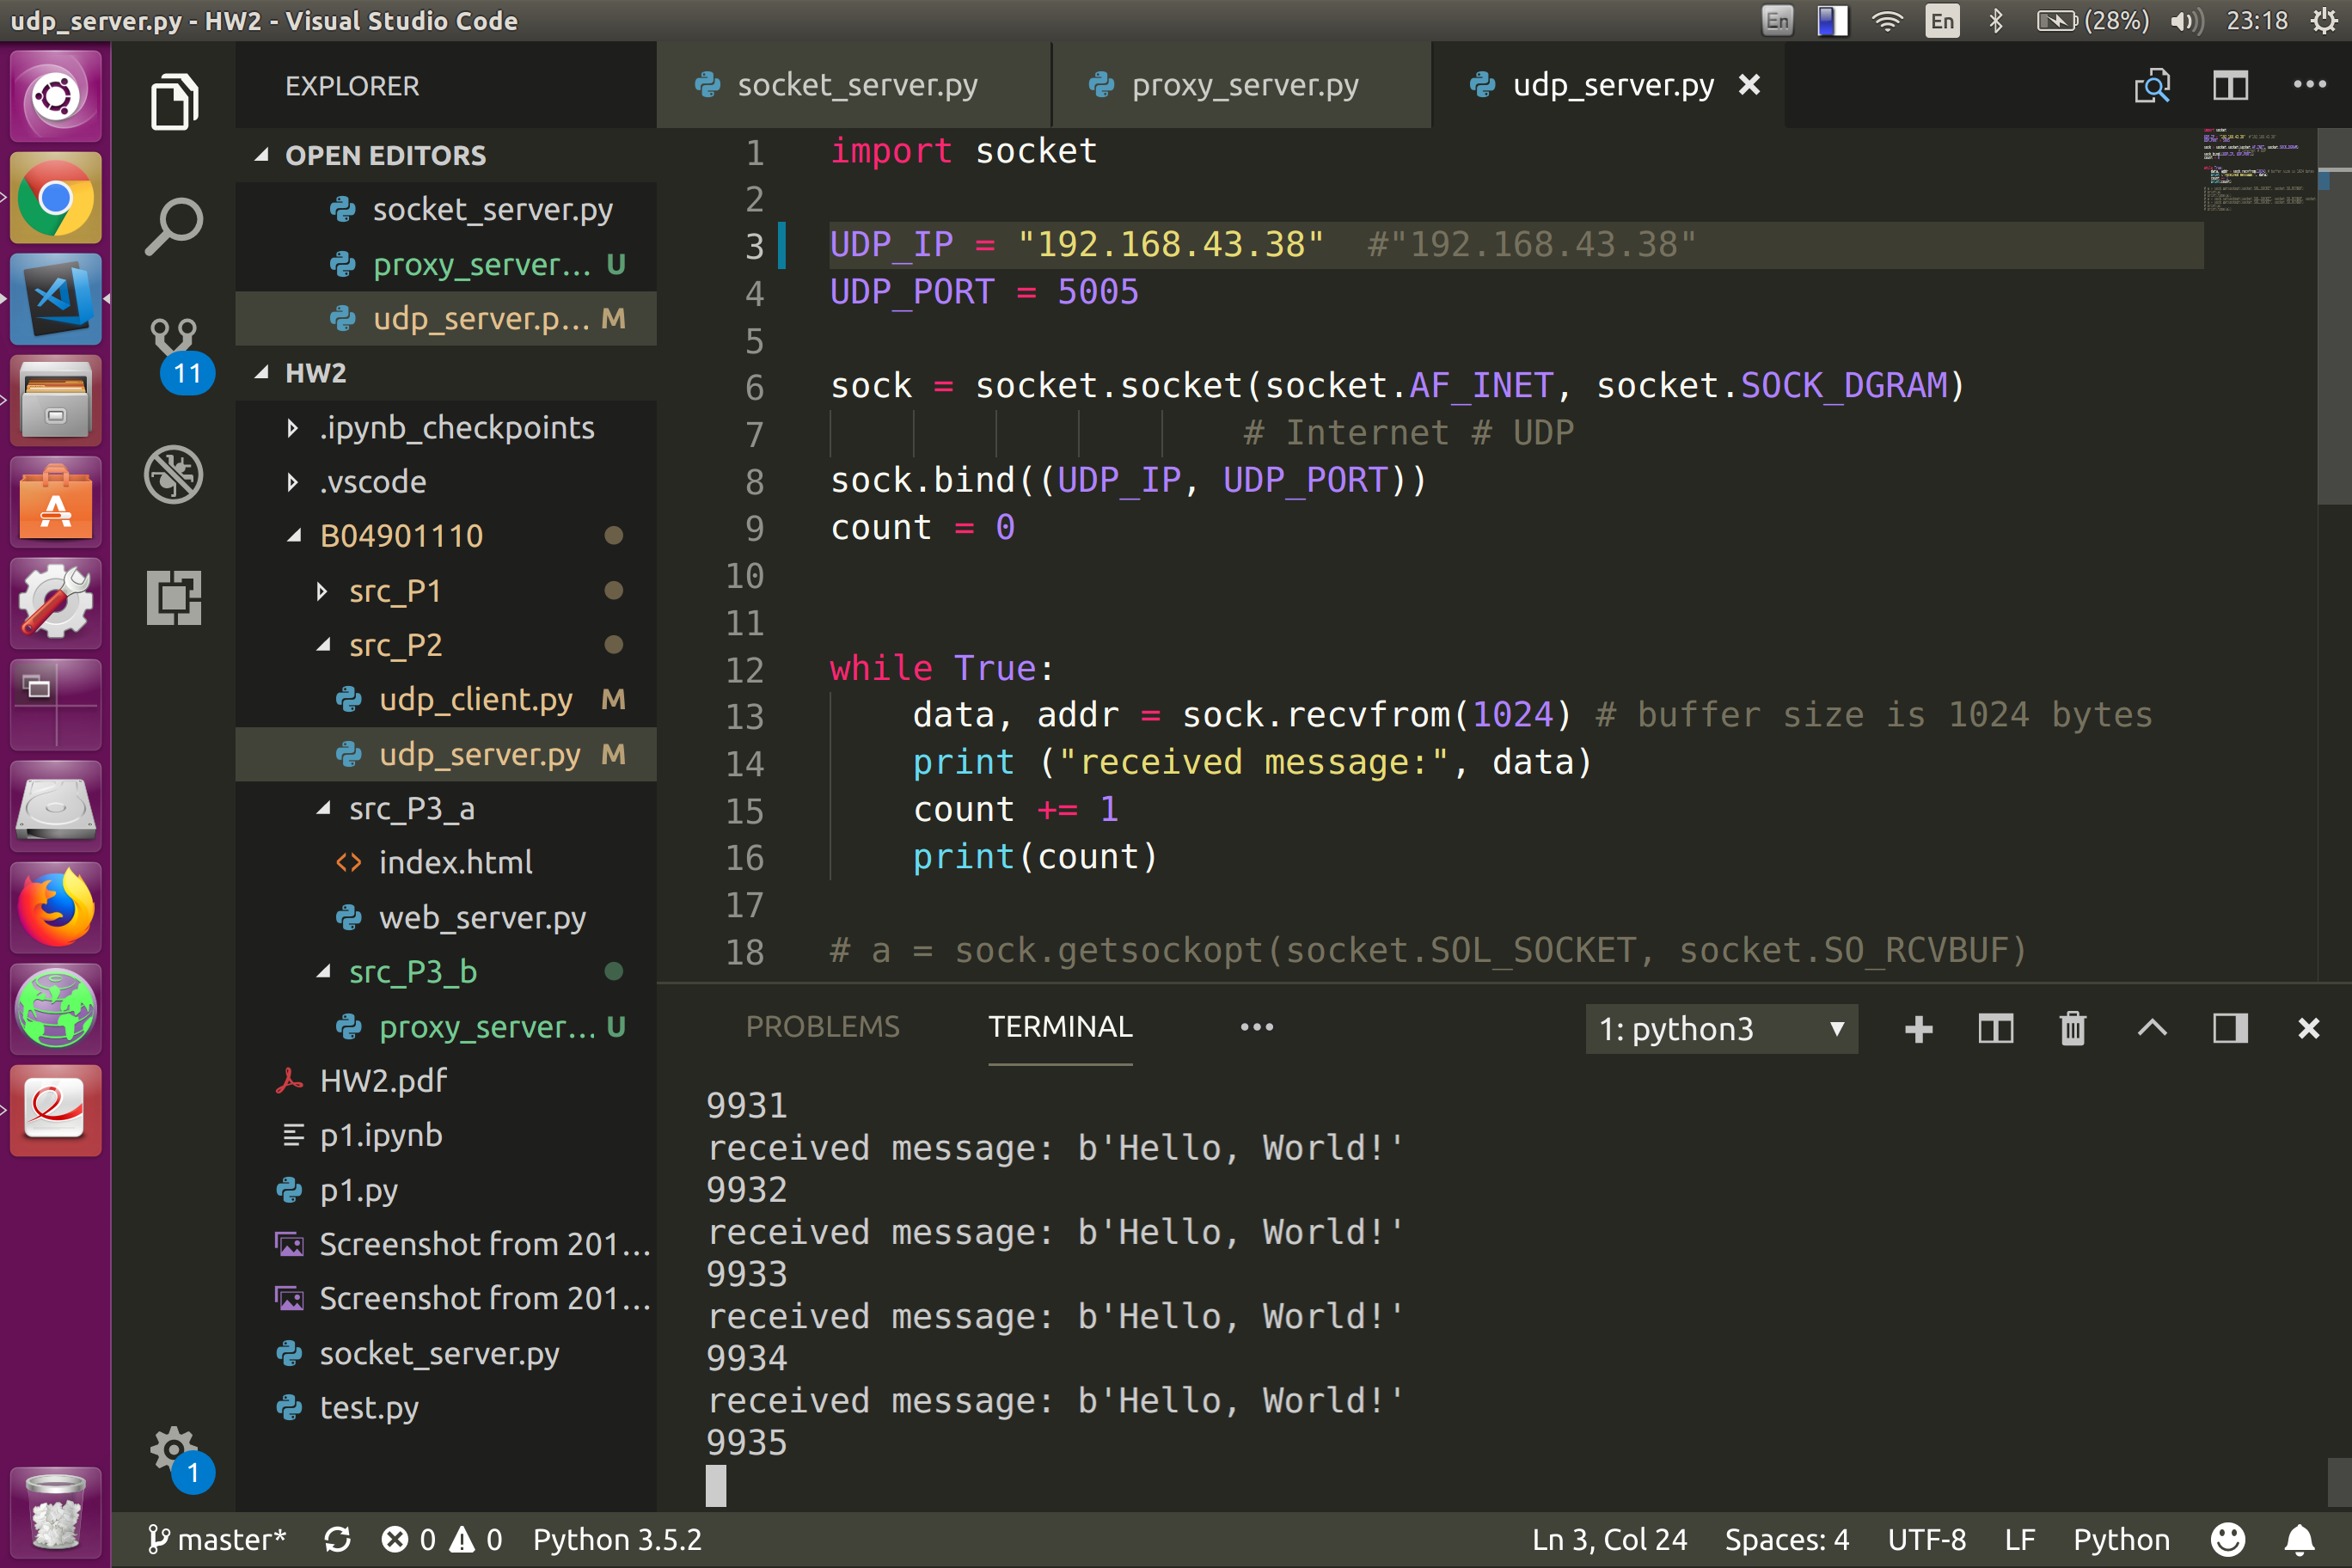 udp_server.py - HW2 - Visual Studio Code
En
En
(28%)
23:18
EXPLORER
OPEN EDITORS
socket_server.py
proxy_server... U
udp_server.p... M
HW2
.ipynb_checkpoints
.vscode
B04901110
src_P1
src_P2
udp_client.py M
udp_server.py M
src_P3_a
index.html
web_server.py
src_P3_b
proxy_server... U
HW2.pdf
p1.ipynb
p1.py
Screenshot from 201...
Screenshot from 201...
socket_server.py
test.py
11
1
socket_server.py
proxy_server.py
udp_server.py
1 import socket
2
3 UDP_IP = "192.168.43.38"  #"192.168.43.38"
4 UDP_PORT = 5005
5
6 sock = socket.socket(socket.AF_INET, socket.SOCK_DGRAM)
7                     # Internet # UDP
8 sock.bind((UDP_IP, UDP_PORT))
9 count = 0
10
11
12 while True:
13     data, addr = sock.recvfrom(1024) # buffer size is 1024 bytes
14     print ("received message:", data)
15     count += 1
16     print(count)
17
18 # a = sock.getsockopt(socket.SOL_SOCKET, socket.SO_RCVBUF)
PROBLEMS
TERMINAL
1: python3
9931
received message: b'Hello, World!'
9932
received message: b'Hello, World!'
9933
received message: b'Hello, World!'
9934
received message: b'Hello, World!'
9935
master*
0
0
Python 3.5.2
Ln 3, Col 24
Spaces: 4
UTF-8
LF
Python